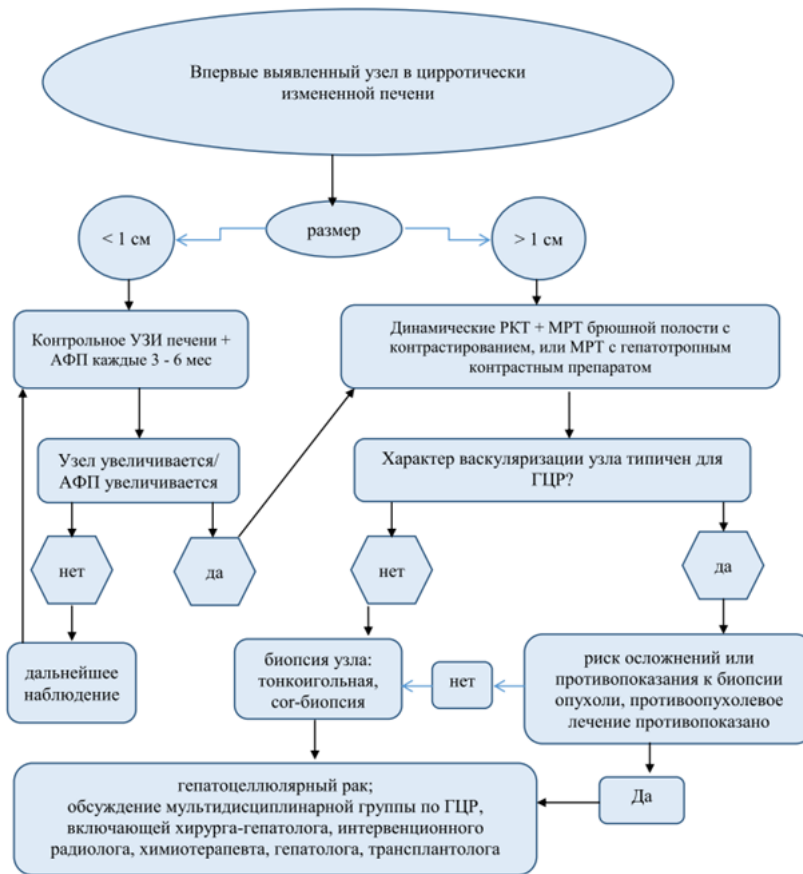 Впервые выявленный узел в цирротически
измененной печени
< 1 см
размер
> 1 см
Контрольное УЗИ печени +
АФП каждые 3 - 6 мес
Динамические РКТ + МРТ брюшной полости с
контрастированием, или МРТ с гепатотропным
контрастным препаратом
Узел увеличивается/
АФП увеличивается
Характер васкуляризации узла типичен для
ГЦР?
нет
да
нет
да
дальнейшее
наблюдение
биопсия узла:
тонкоигольная,
cor-биопсия
нет
риск осложнений или
противопоказания к биопсии
опухоли, противоопухолевое
лечение противопоказано
гепатоцеллюлярный рак;
обсуждение мультидисциплинарной группы по ГЦР,
включающей хирурга-гепатолога, интервенционного
радиолога, химиотерапевта, гепатолога, трансплантолога
Да